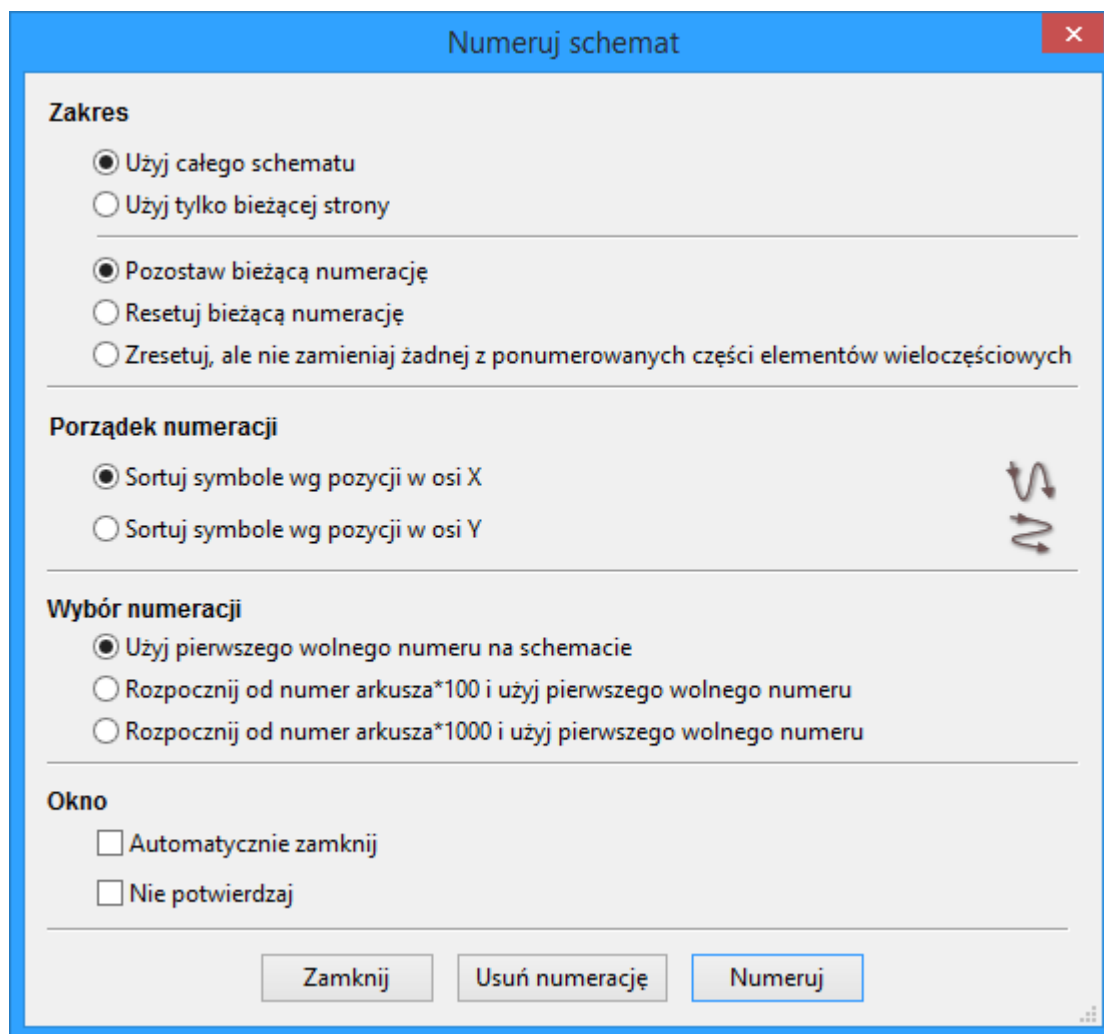 Numeruj schemat
Zakres
Użyj całego schematu
Użyj tylko bieżącej strony
Pozostaw bieżącą numerację
Resetuj bieżącą numerację
Zresetuj, ale nie zamieniaj żadnej z ponumerowanych części elementów wieloczęściowych
Porządek numeracji
Sortuj symbole wg pozycji w osi X
Sortuj symbole wg pozycji w osi Y
Wybór numeracji
Użyj pierwszego wolnego numeru na schemacie
Rozpocznij od numer arkusza*100 i użyj pierwszego wolnego numeru
Rozpocznij od numer arkusza*1000 i użyj pierwszego wolnego numeru
Okno
Automatycznie zamknij
Nie potwierdzaj
Zamknij Usuń numerację Numeruj